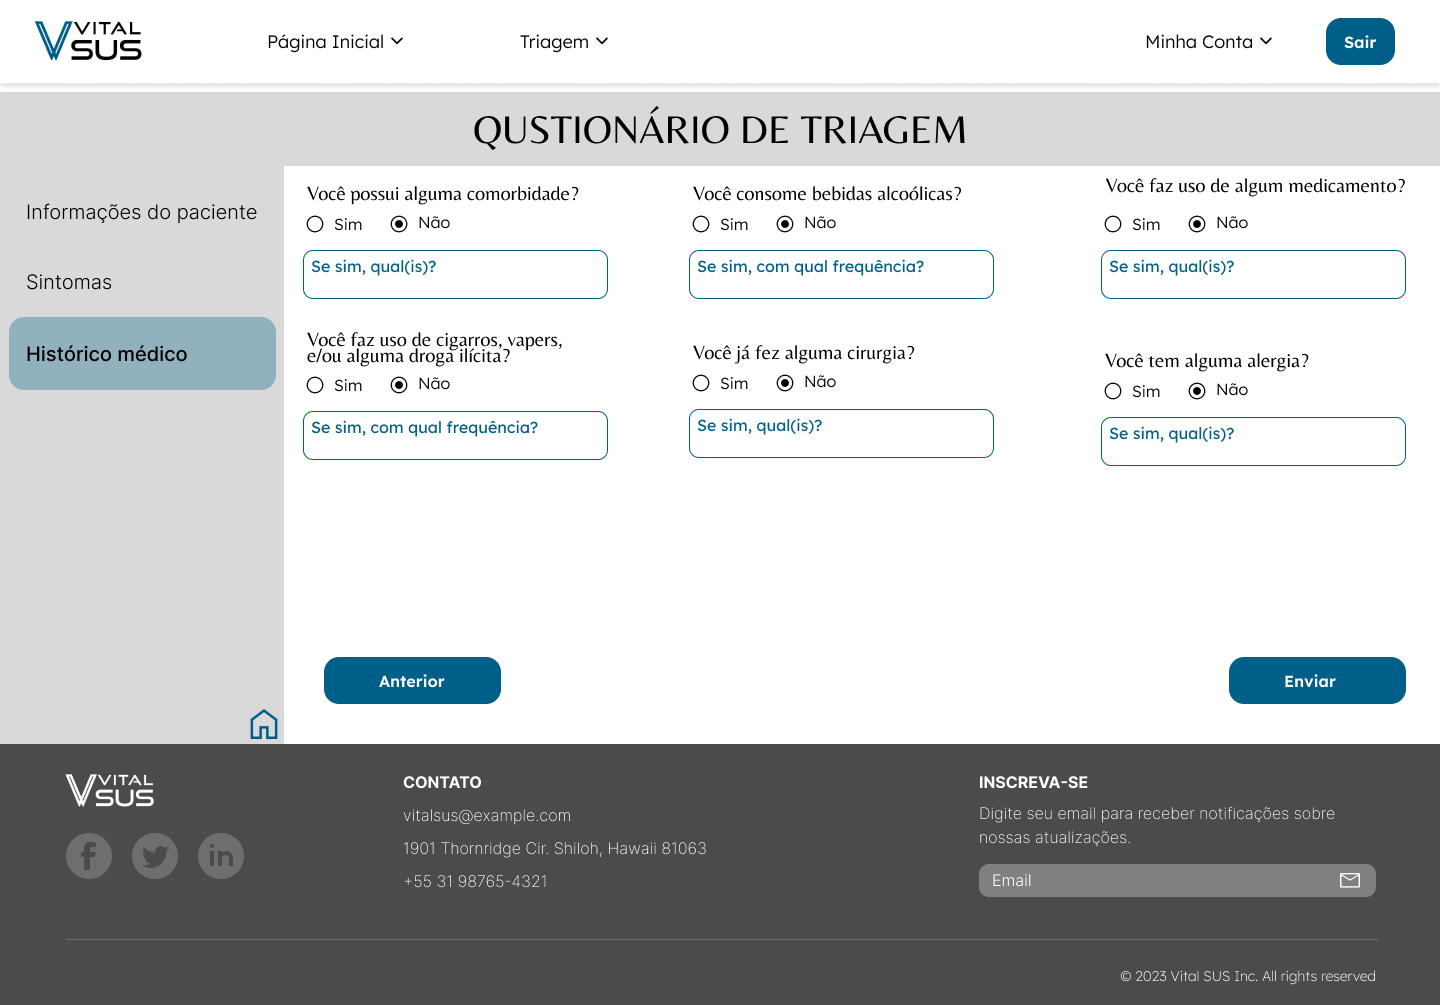 VITAL
SUS
Página Inicial
Triagem
Minha Conta
Sair
QUSTIONÁRIO DE TRIAGEM
Informações do paciente
Sintomas
Histórico médico
Você possui alguma comorbidade?
Sim Não
Se sim, qual(is)?
Você consome bebidas alcoólicas?
Sim Não
Se sim, com qual frequência?
Você faz uso de algum medicamento?
Sim Não
Se sim, qual(is)?
Você faz uso de cigarros, vapers,
e/ou alguma droga ilícita?
Sim Não
Se sim, com qual frequência?
Você já fez alguma cirurgia?
Sim Não
Se sim, qual(is)?
Você tem alguma alergia?
Sim Não
Se sim, qual(is)?
Anterior
Enviar
VITAL
SUS
CONTATO
vitalsus@example.com
1901 Thornridge Cir. Shiloh, Hawaii 81063
+55 31 98765-4321
INSCREVA-SE
Digite seu email para receber notificações sobre
nossas atualizações.
Email
© 2023 Vital SUS Inc. All rights reserved